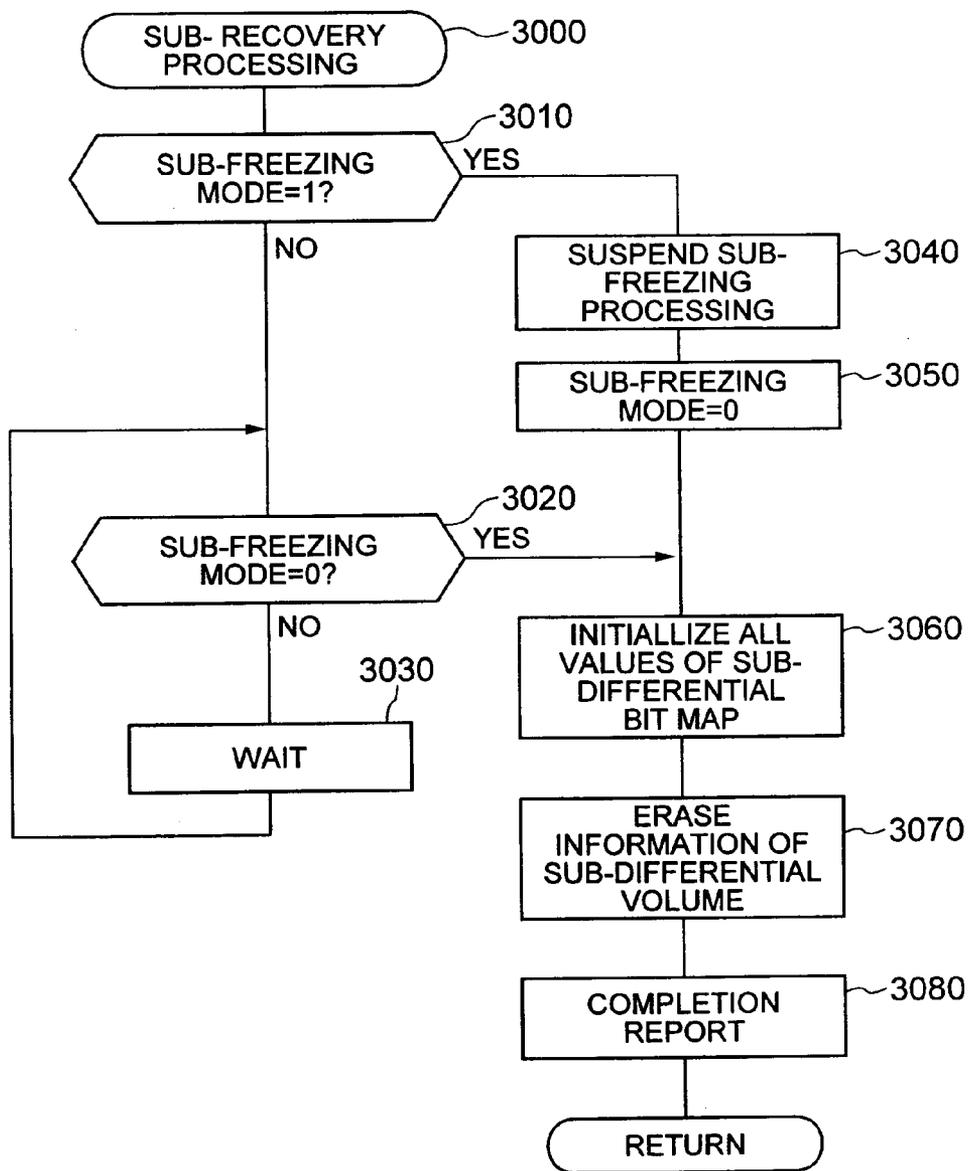 SUB- RECOVERY
PROCESSING
3000
3010
SUB-FREEZING
MODE=1?
YES
NO
SUSPEND SUB-
FREEZING
PROCESSING
3040
SUB-FREEZING
MODE=0
3050
3020
SUB-FREEZING
MODE=0?
YES
NO
3030
WAIT
INITIALLIZE ALL
VALUES OF SUB-
DIFFERENTIAL
BIT MAP
3060
ERASE
INFORMATION OF
SUB-DIFFERENTIAL
VOLUME
3070
COMPLETION
REPORT
3080
RETURN